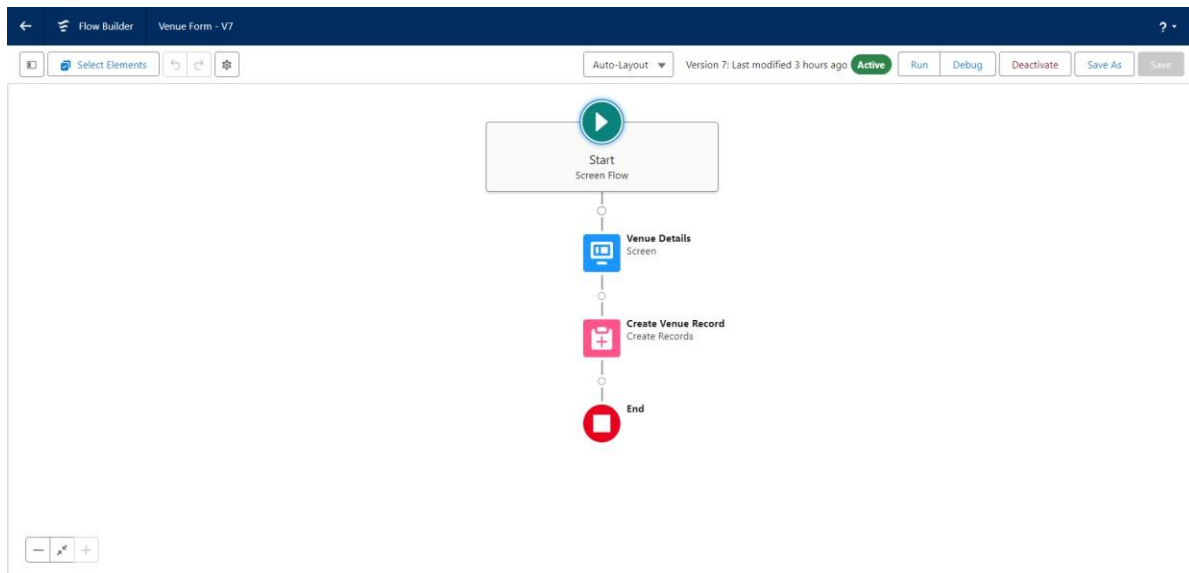 Flow Builder Venue Form - V7 ?
Select Elements Auto-Layout Version 7: Last modified 3 hours ago Active Run Debug Deactivate Save As Save
Start
Screen Flow
Venue Details
Screen
Create Venue Record
Create Records
End